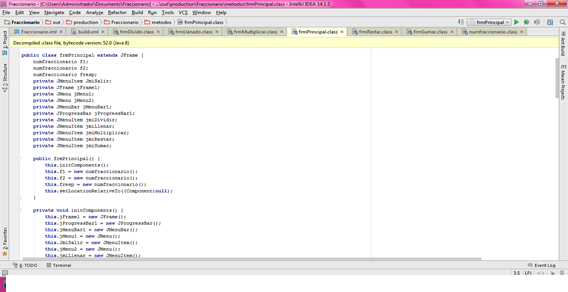 Fraccionario - [C:\Users\Administrador\Documents\Fraccionario] - ...\out\production\Fraccionario\metodos\frmPrincipal.class - IntelliJ IDEA 14.1.5
File Edit View Navigate Code Analyze Refactor Build Run Tools VCS Window Help
Fraccionario out production Fraccionario metodos frmPrincipal.class frmPrincipal
Fraccionario.iml build.xml frmDividir.class frmLlenado.class frmMultiplicar.class frmPrincipal.class frmRestar.class frmSumar.class numfraccionario.class
Decompiled .class file, bytecode version: 52.0 (Java 8)
public class frmPrincipal extends JFrame {
numfraccionario f1;
numfraccionario f2;
numfraccionario fresp;
private JMenuItem JmiSalir;
private JFrame jFrame1;
private JMenu jMenu1;
private JMenu jMenu2;
private JMenuBar jMenuBar1;
private JProgressBar jProgressBar1;
private JMenuItem jmiDividir;
private JMenuItem jmiLlenar;
private JMenuItem jmiMultiplicar;
private JMenuItem jmiRestar;
private JMenuItem jmiSumar;
public frmPrincipal() {
this.initComponents();
this.f1 = new numfraccionario();
this.f2 = new numfraccionario();
this.fresp = new numfraccionario();
this.setLocationRelativeTo((Component)null);
}
private void initComponents() {
this.jFrame1 = new JFrame();
this.jProgressBar1 = new JProgressBar();
this.jMenuBar1 = new JMenuBar();
this.jMenu1 = new JMenu();
this.JmiSalir = new JMenuItem();
this.jMenu2 = new JMenu();
this.jmiLlenar = new JMenuItem();
1: Project
7: Structure
2: Favorites
Ant Build
Maven Projects
6: TODO Terminal Event Log
1:1 LF÷ n/a